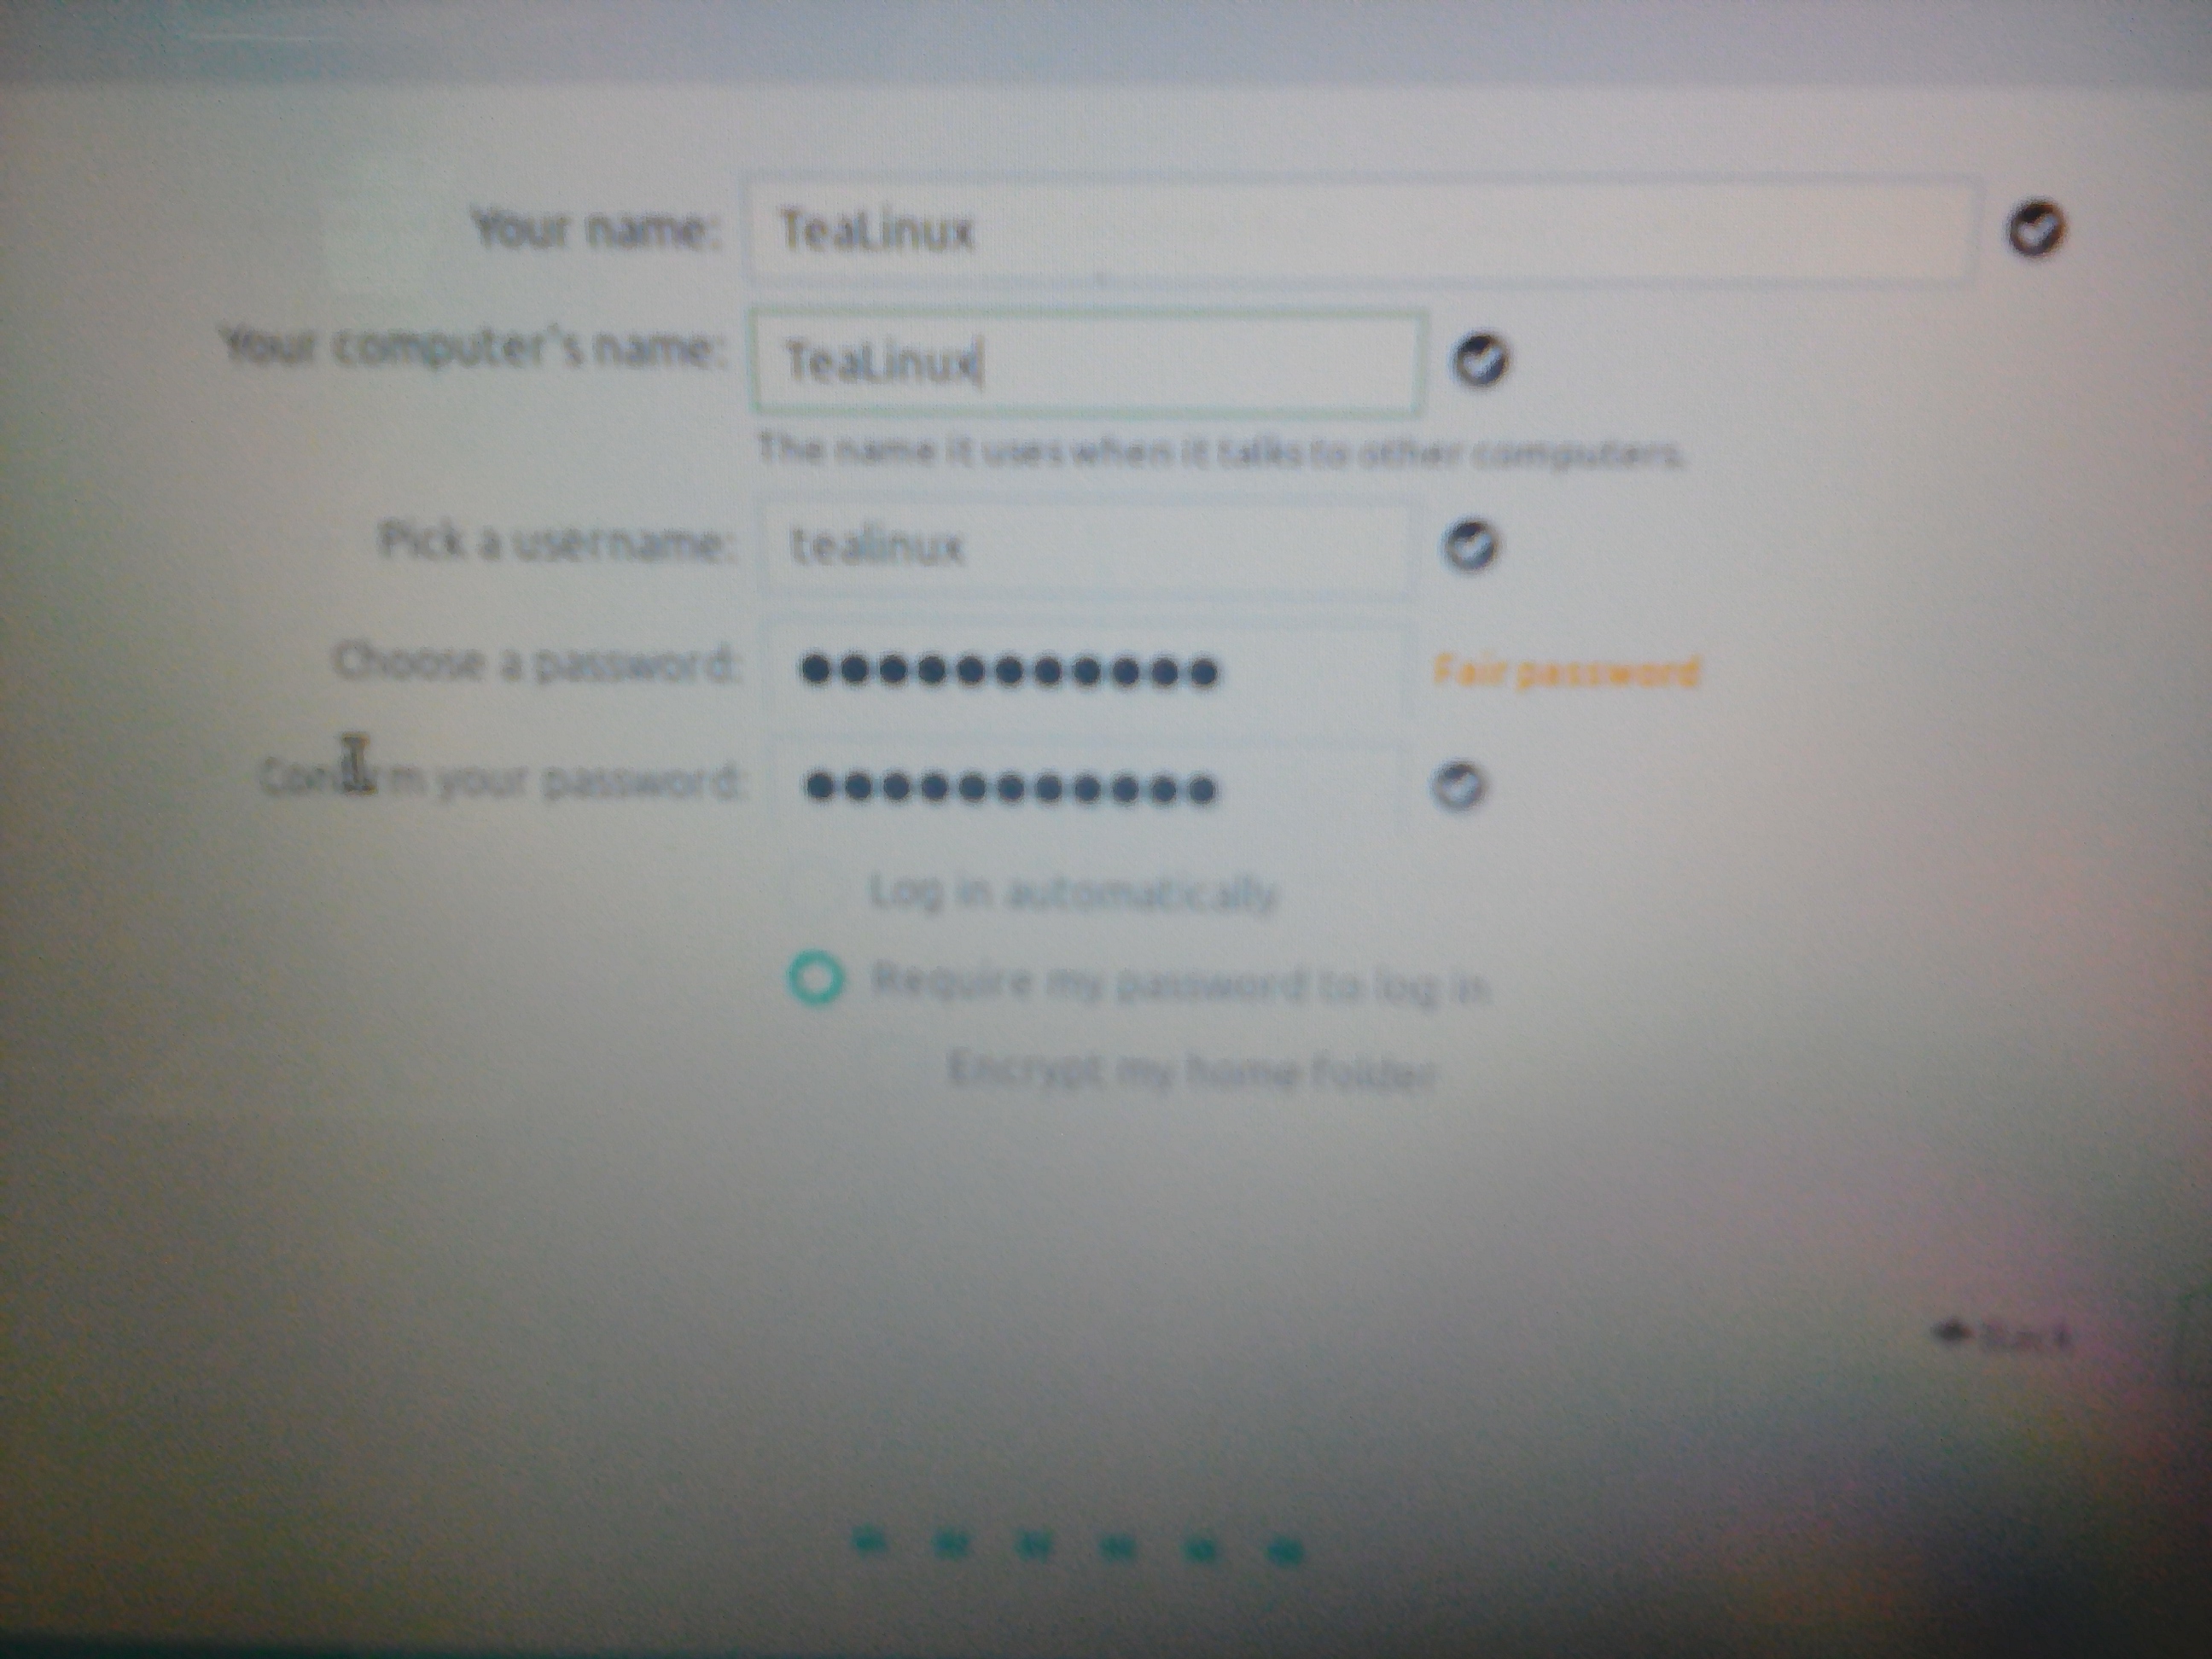 Your name: TeaLinux
Your computer's name: TeaLinux
The name it uses when it talks to other computers.
Pick a username: tealinux
Choose a password: ●●●●●●●●●●● Fair password
Confirm your password: ●●●●●●●●●●●
Log in automatically
Require my password to log in
Encrypt my home folder
Back